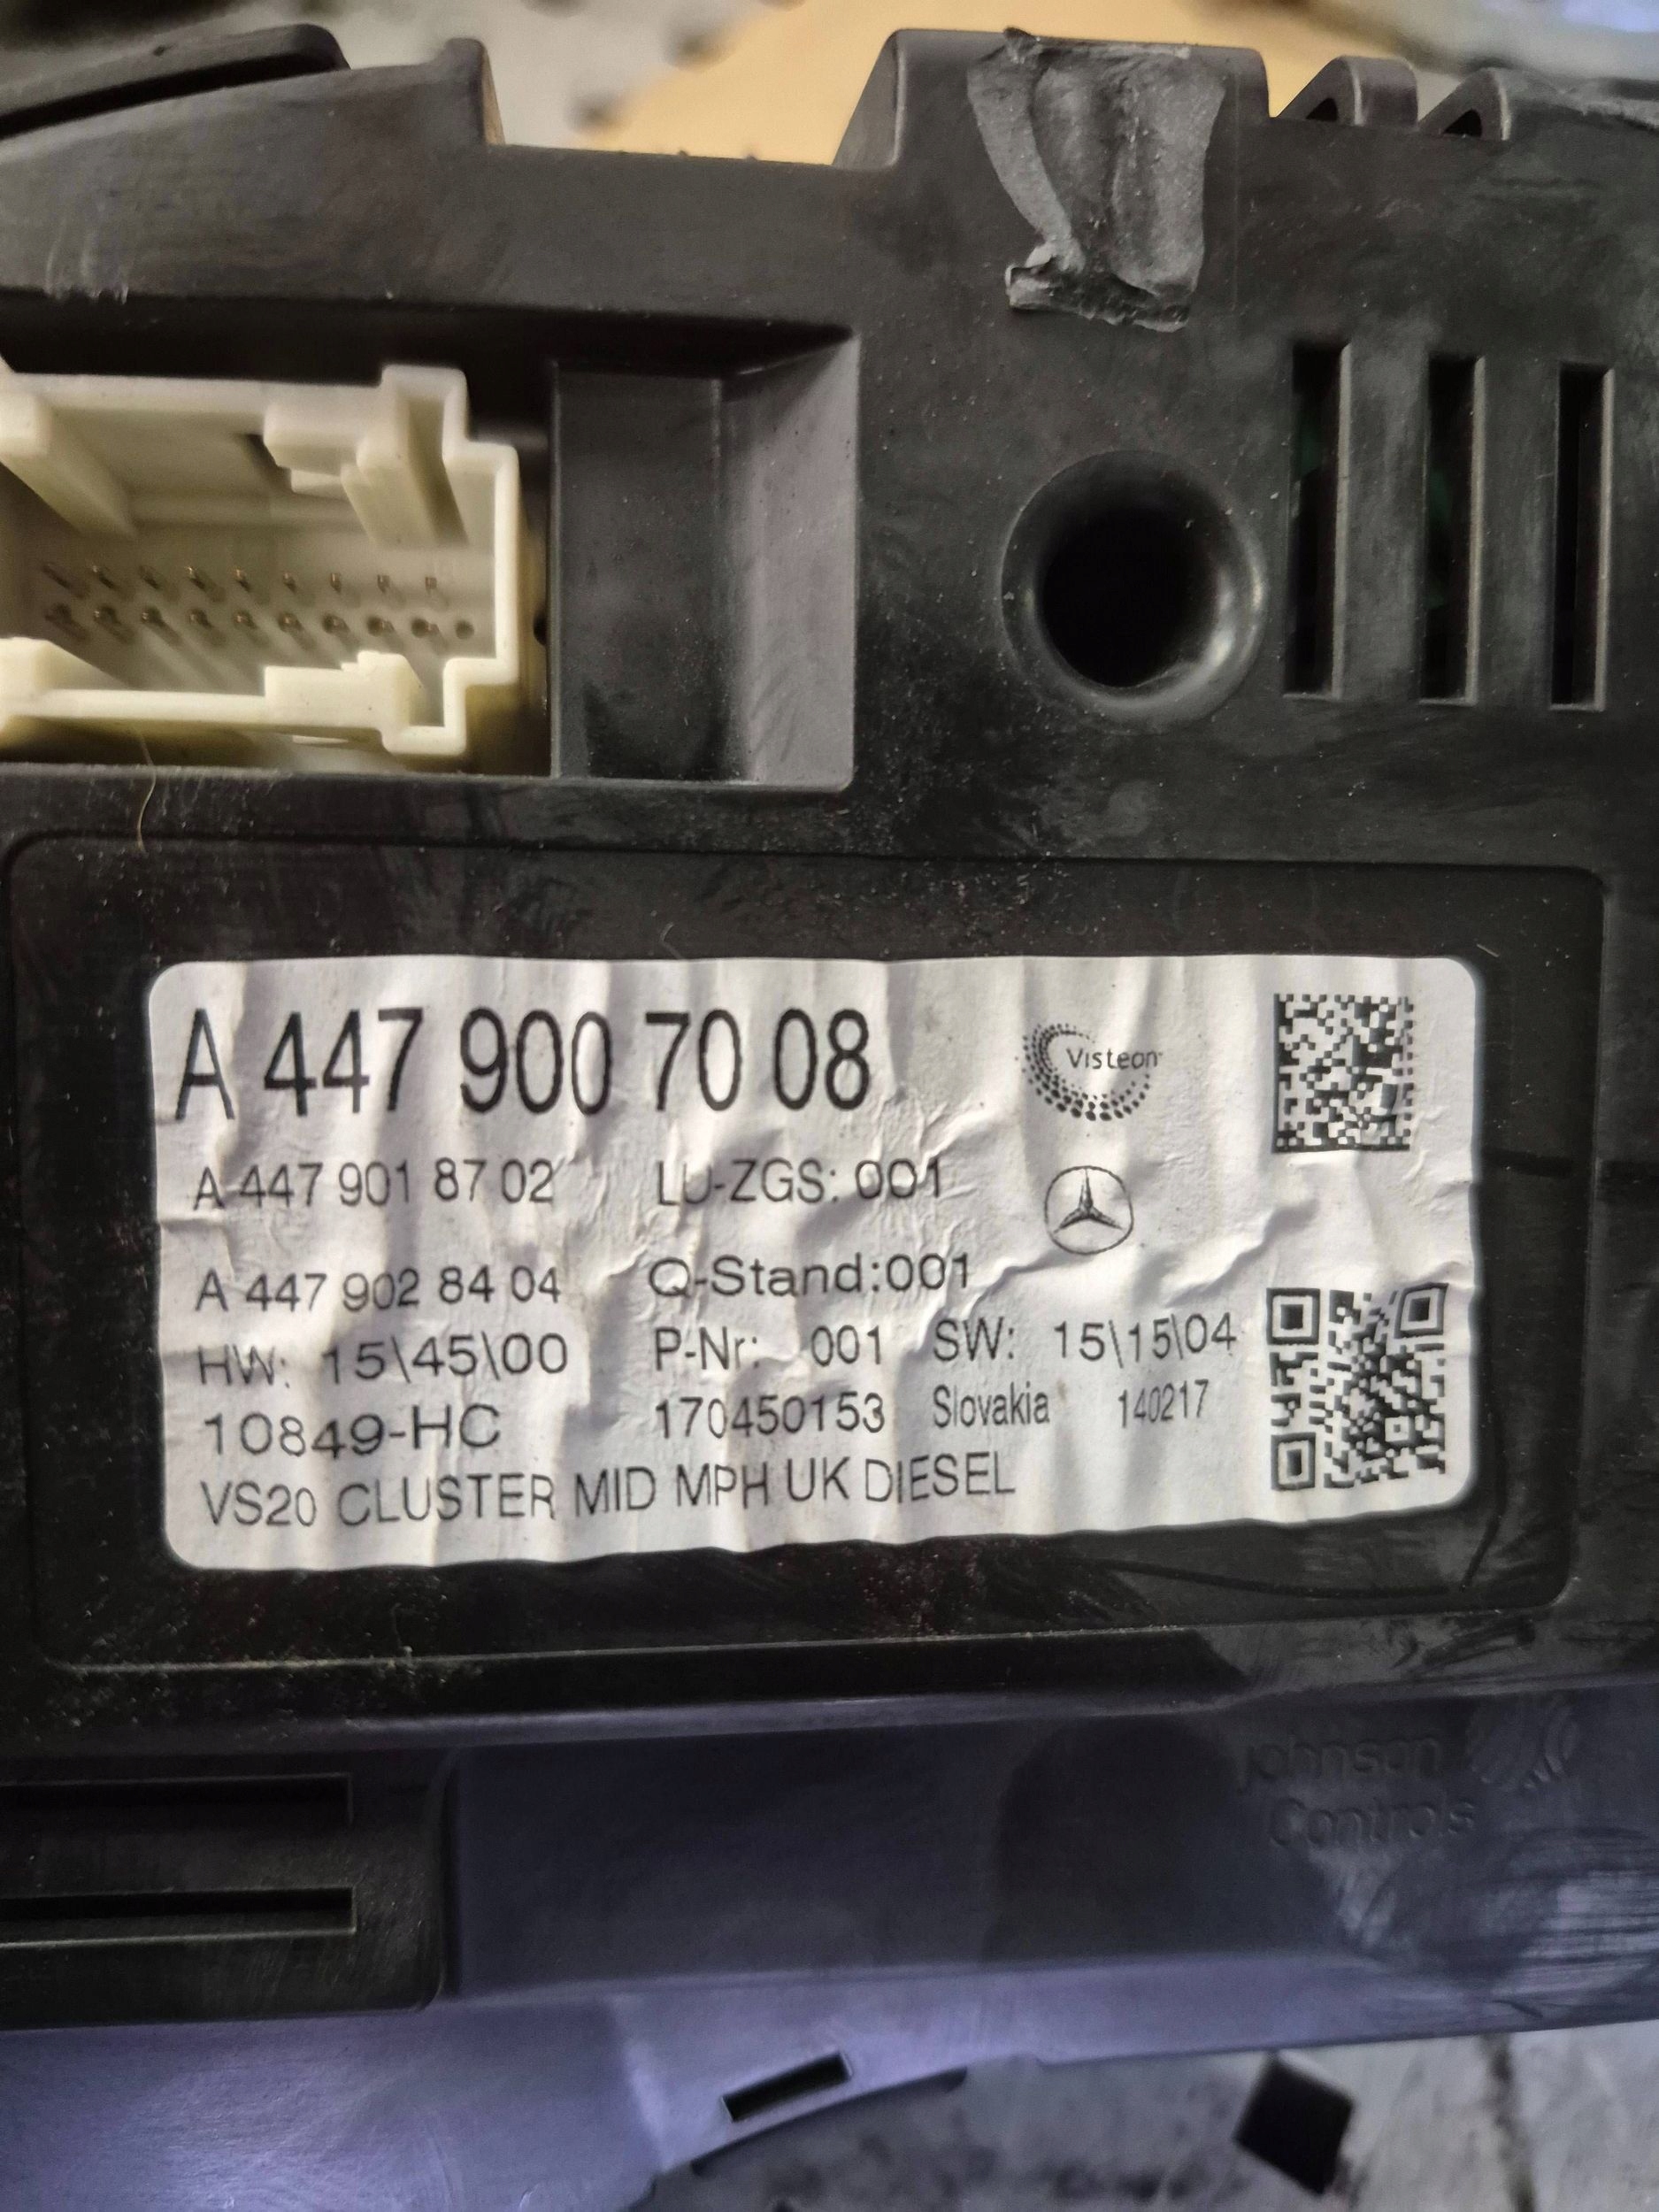 A 447 900 70 08
Visteon
A 447 901 87 02 LU-ZGS: 001
A 447 902 84 04 Q-Stand:001
HW: 15\45\00 P-Nr: 001 SW: 15\15\04
10849-HC 170450153 Slovakia 140217
VS20 CLUSTER MID MPH UK DIESEL
Johnson
Controls